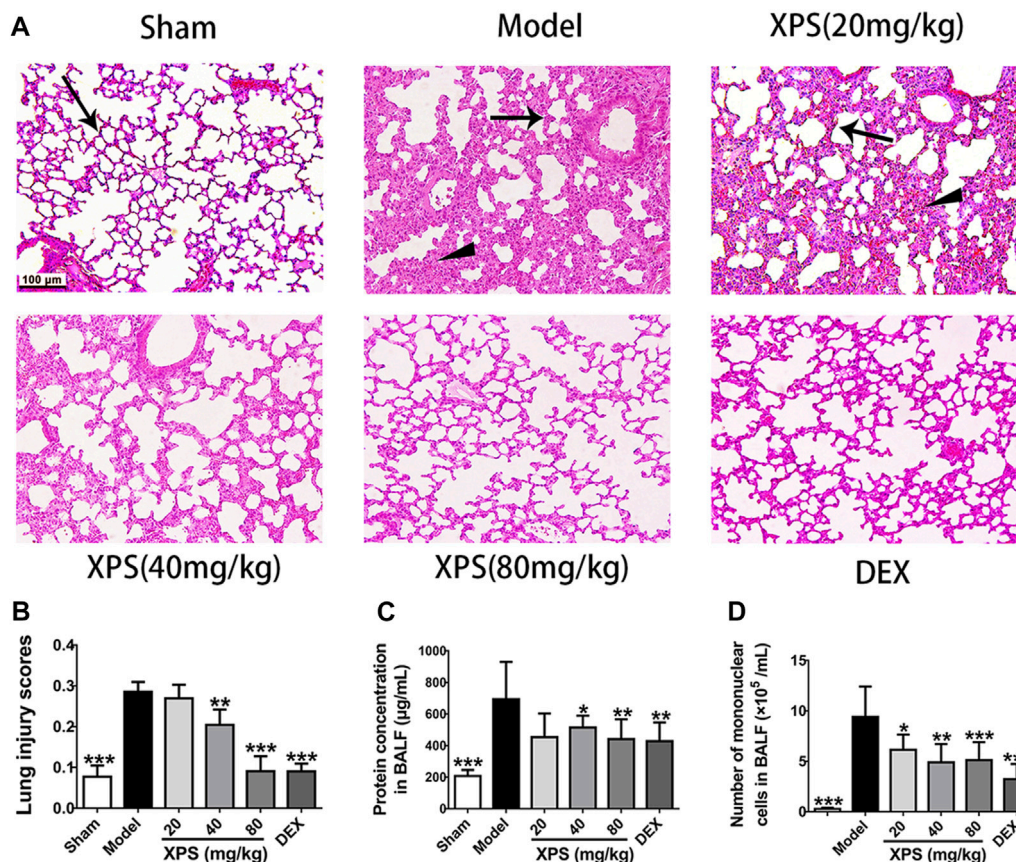 A
Sham
Model
XPS(20mg/kg)
100 µm
XPS(40mg/kg)
XPS(80mg/kg)
DEX
B
Lung injury scores
0.4
0.3
0.2
0.1
0.0
***
**
***
***
Sham
Model
20
40
80
DEX
XPS (mg/kg)
C
Protein concentration
in BALF (µg/mL)
1000
800
600
400
200
0
***
*
**
**
Sham
Model
20
40
80
DEX
XPS (mg/kg)
D
Number of mononuclear
cells in BALF (×10⁵ /mL)
15
10
5
0
***
*
**
***
Model
20
40
80
DEX
XPS (mg/kg)